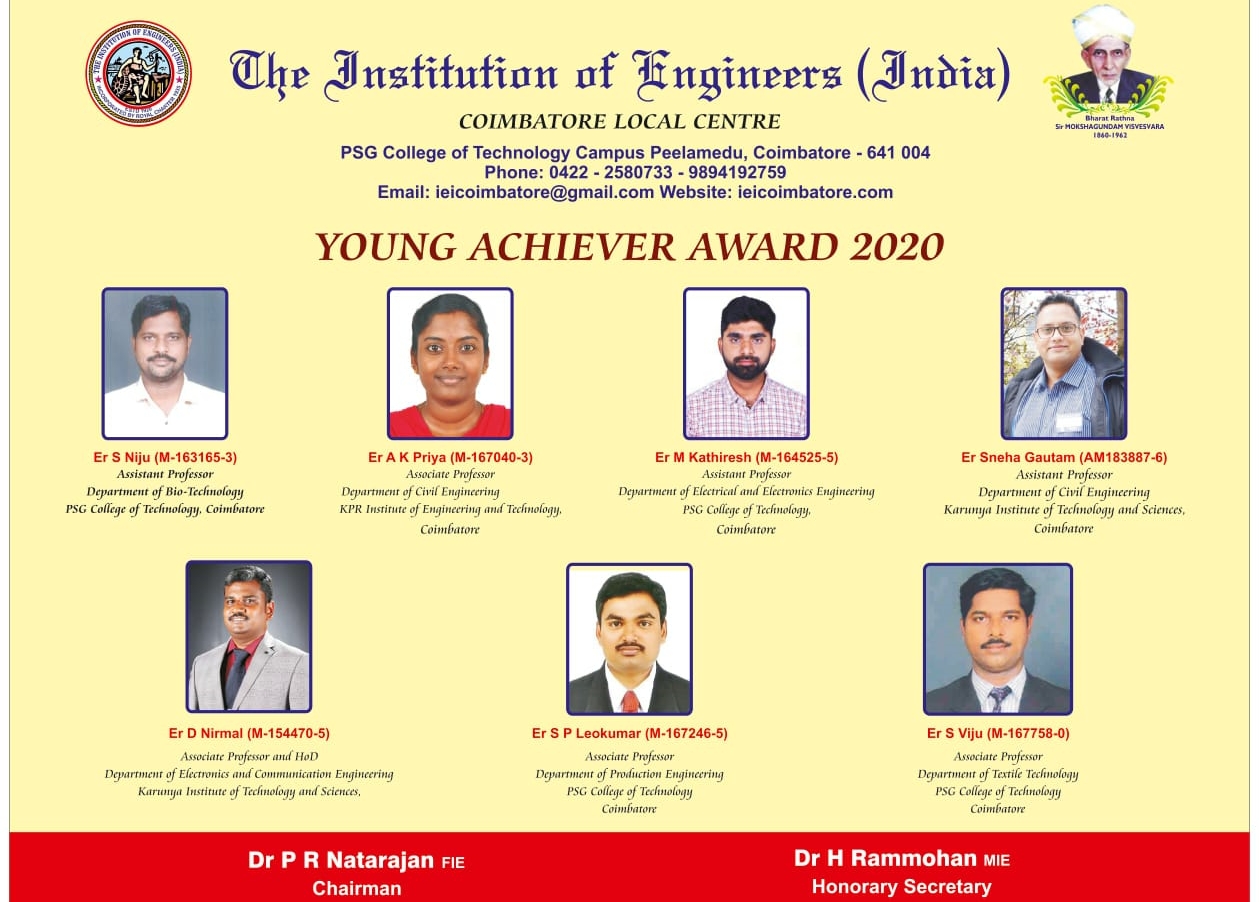 THE INSTITUTION OF ENGINEERS (INDIA)
ESTD 1920
INCORPORATED BY ROYAL CHARTER 1935
The Institution of Engineers (India)
COIMBATORE LOCAL CENTRE
PSG College of Technology Campus Peelamedu, Coimbatore - 641 004
Phone: 0422 - 2580733 - 9894192759
Email: ieicoimbatore@gmail.com Website: ieicoimbatore.com
Bharat Rathna
Sir MOKSHAGUNDAM VISVESVARA
1860-1962
YOUNG ACHIEVER AWARD 2020
Er S Niju (M-163165-3)
Assistant Professor
Department of Bio-Technology
PSG College of Technology, Coimbatore
Er A K Priya (M-167040-3)
Associate Professor
Department of Civil Engineering
KPR Institute of Engineering and Technology,
Coimbatore
Er M Kathiresh (M-164525-5)
Assistant Professor
Department of Electrical and Electronics Engineering
PSG College of Technology,
Coimbatore
Er Sneha Gautam (AM183887-6)
Assistant Professor
Department of Civil Engineering
Karunya Institute of Technology and Sciences,
Coimbatore
Er D Nirmal (M-154470-5)
Associate Professor and HoD
Department of Electronics and Communication Engineering
Karunya Institute of Technology and Sciences,
Er S P Leokumar (M-167246-5)
Associate Professor
Department of Production Engineering
PSG College of Technology
Coimbatore
Er S Viju (M-167758-0)
Associate Professor
Department of Textile Technology
PSG College of Technology
Coimbatore
Dr P R Natarajan FIE
Chairman
Dr H Rammohan MIE
Honorary Secretary